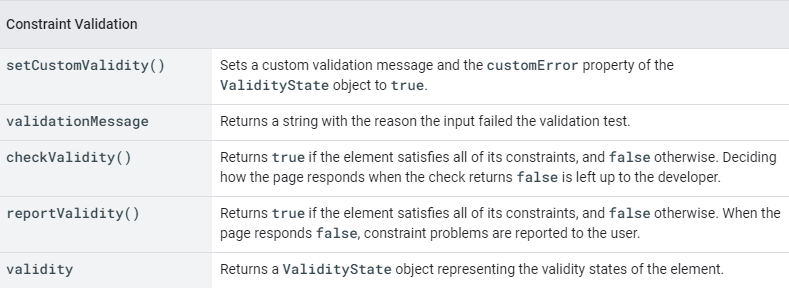 Constraint Validation
setCustomValidity()
Sets a custom validation message and the customError property of the
ValidityState object to true.
validationMessage
Returns a string with the reason the input failed the validation test.
checkValidity()
Returns true if the element satisfies all of its constraints, and false otherwise. Deciding
how the page responds when the check returns false is left up to the developer.
reportValidity()
Returns true if the element satisfies all of its constraints, and false otherwise. When the
page responds false, constraint problems are reported to the user.
validity
Returns a ValidityState object representing the validity states of the element.